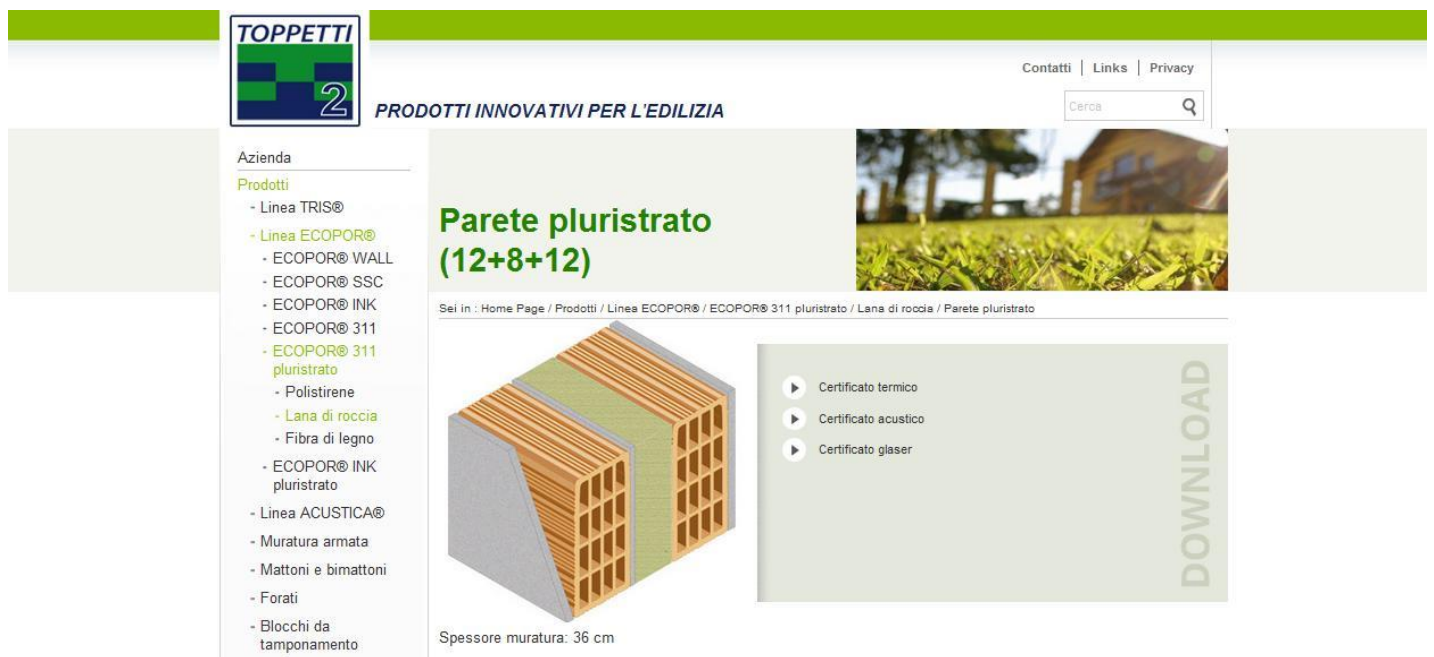 TOPPETTI
2
PRODOTTI INNOVATIVI PER L'EDILIZIA
Contatti | Links | Privacy
Cerca
Azienda
Prodotti
- Linea TRIS®
- Linea ECOPOR®
- ECOPOR® WALL
- ECOPOR® SSC
- ECOPOR® INK
- ECOPOR® 311
- ECOPOR® 311
pluristrato
- Polistirene
- Lana di roccia
- Fibra di legno
- ECOPOR® INK
pluristrato
- Linea ACUSTICA®
- Muratura armata
- Mattoni e bimattoni
- Forati
- Blocchi da
tamponamento
Parete pluristrato
(12+8+12)
Sei in : Home Page / Prodotti / Linea ECOPOR® / ECOPOR® 311 pluristrato / Lana di roccia / Parete pluristrato
Certificato termico
Certificato acustico
Certificato glaser
DOWNLOAD
Spessore muratura: 36 cm